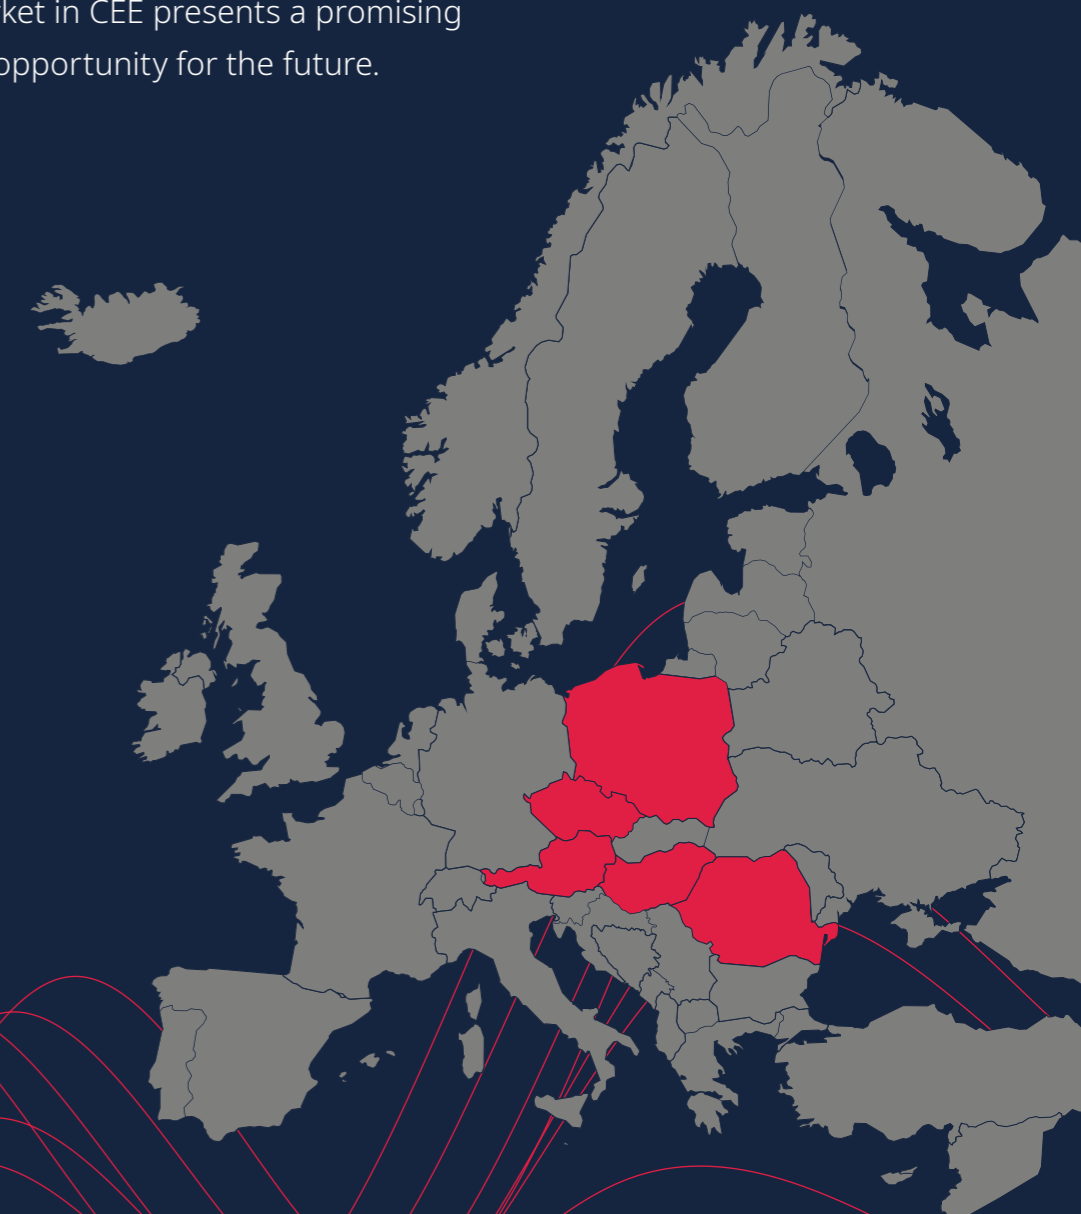 ket in CEE presents a promising
opportunity for the future.